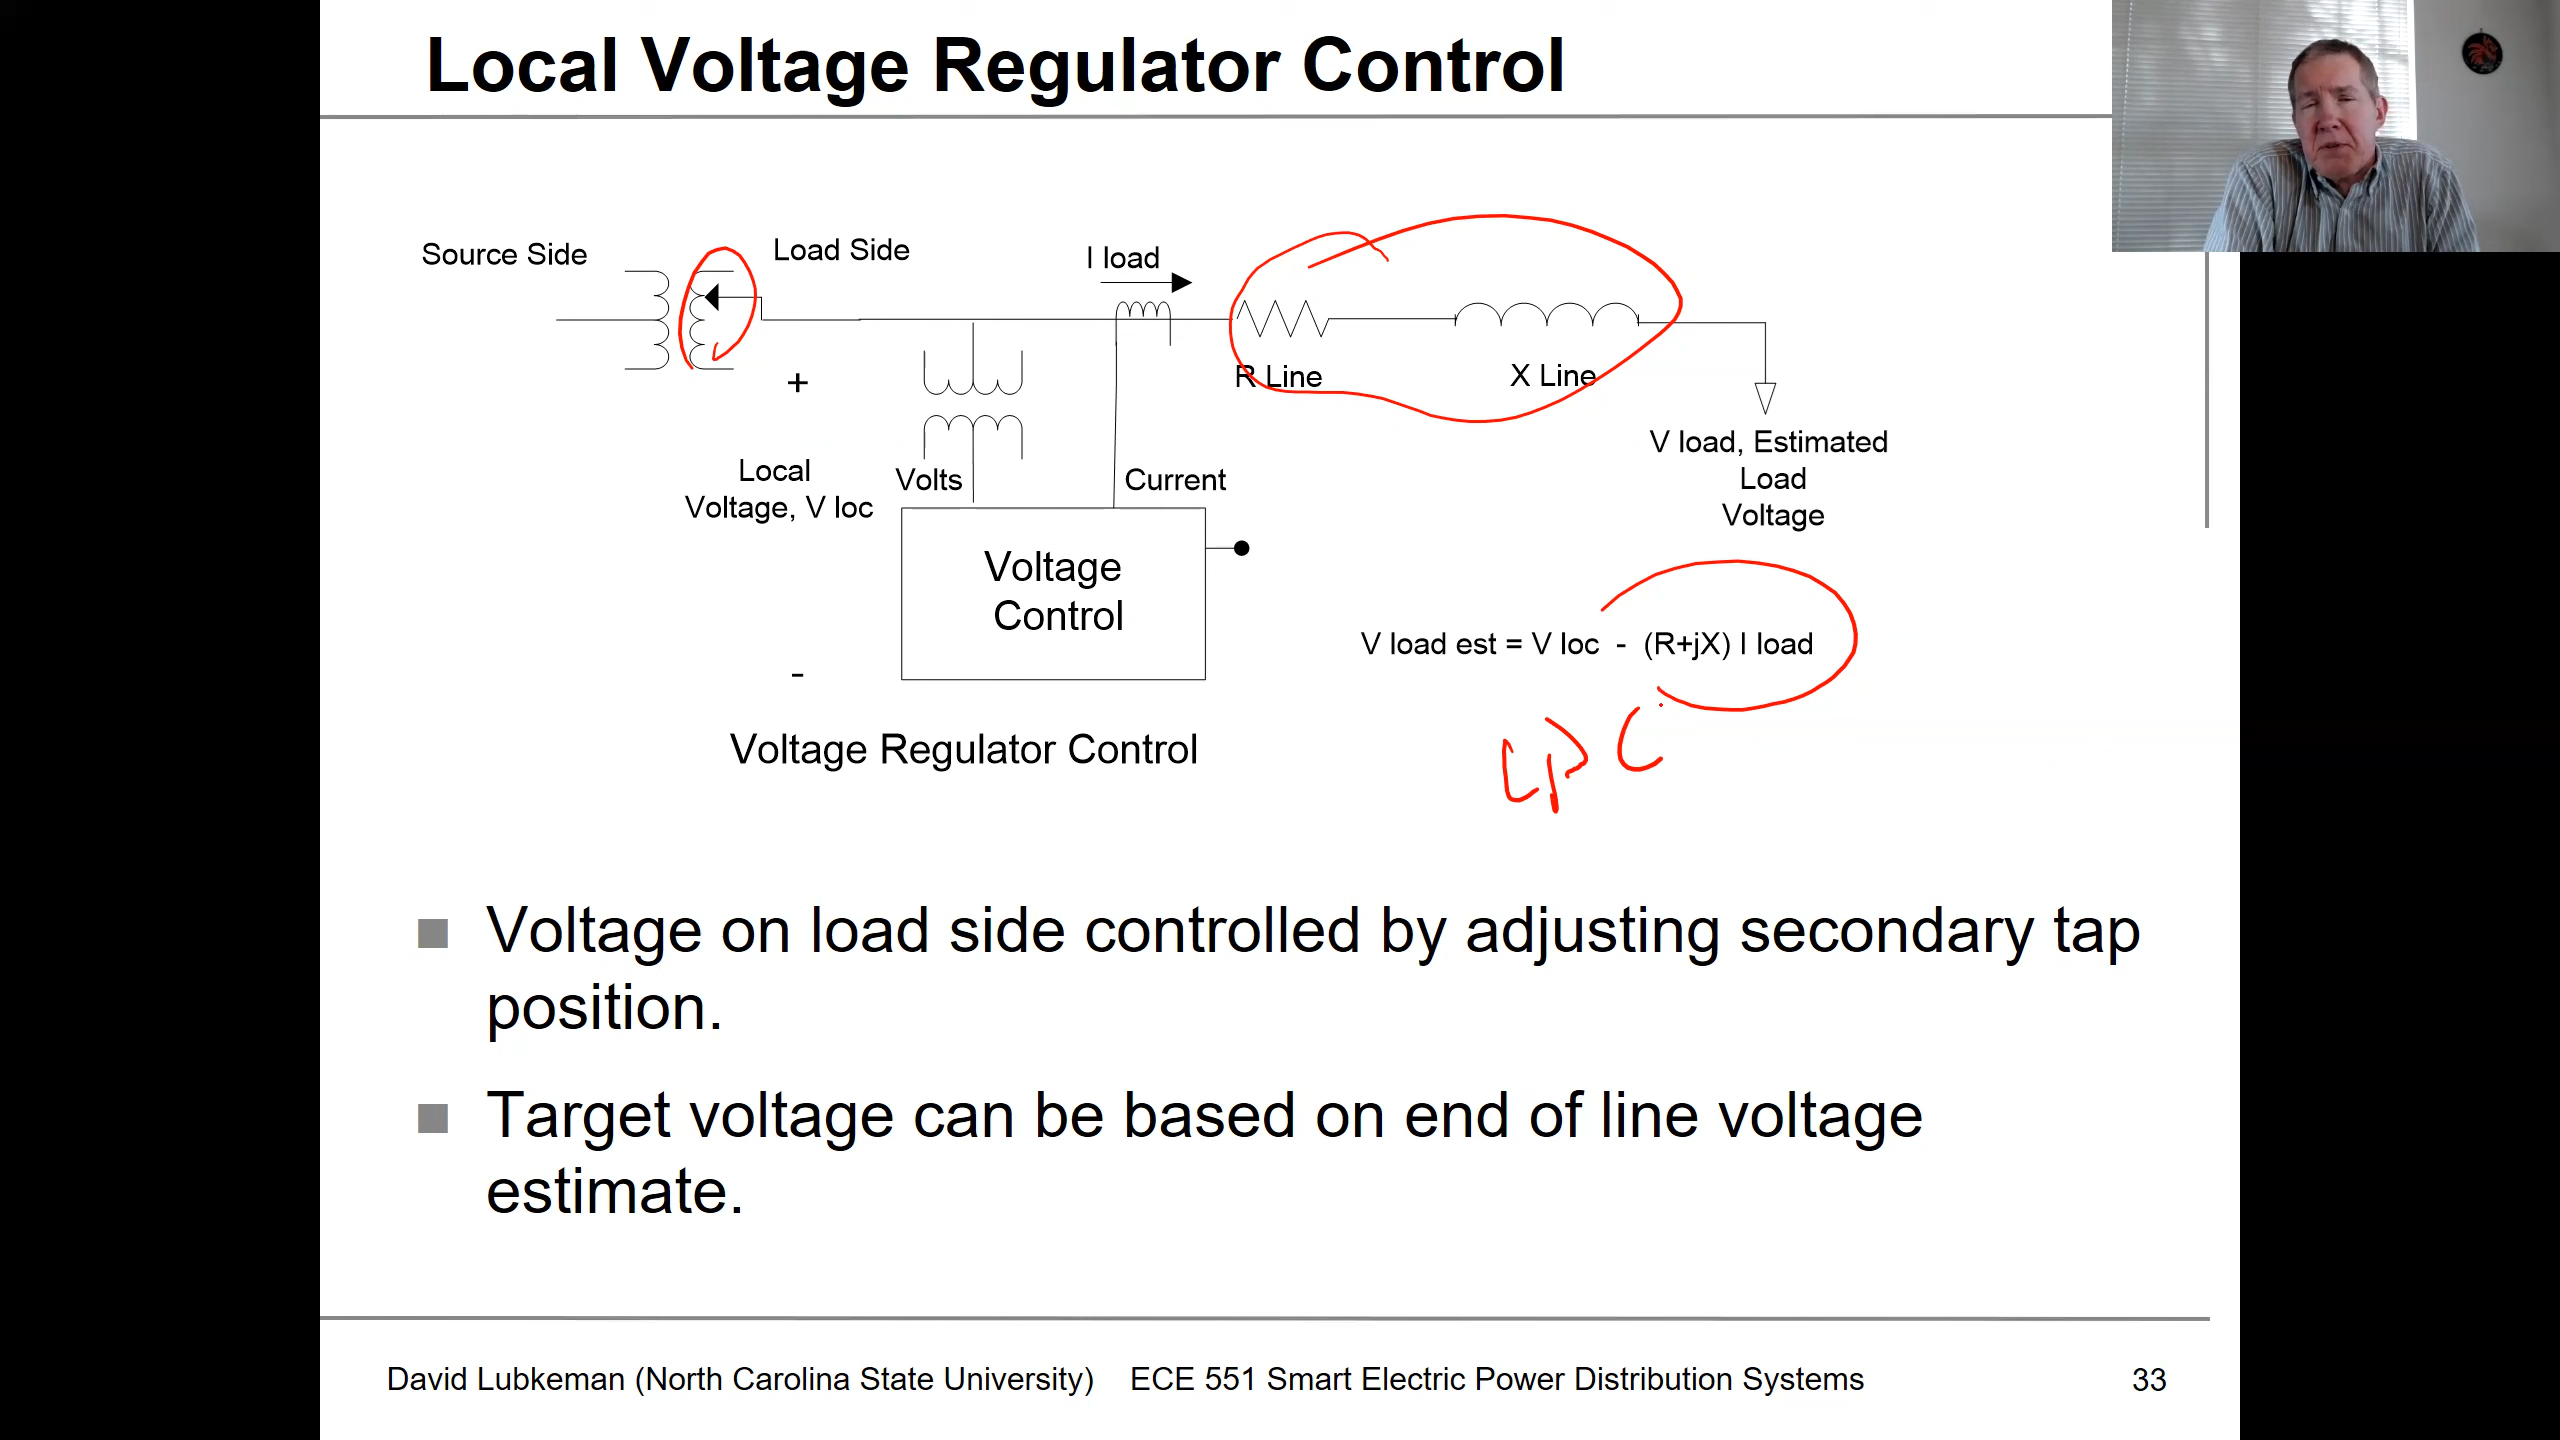 Local Voltage Regulator Control
Source Side
Load Side
I load
R Line
X Line
+
V load, Estimated
Load
Voltage
Local
Voltage, V loc
Volts
Current
Voltage
Control
V load est = V loc - (R+jX) I load
-
LDC
Voltage Regulator Control
Voltage on load side controlled by adjusting secondary tap
position.
Target voltage can be based on end of line voltage
estimate.
David Lubkeman (North Carolina State University) ECE 551 Smart Electric Power Distribution Systems 33